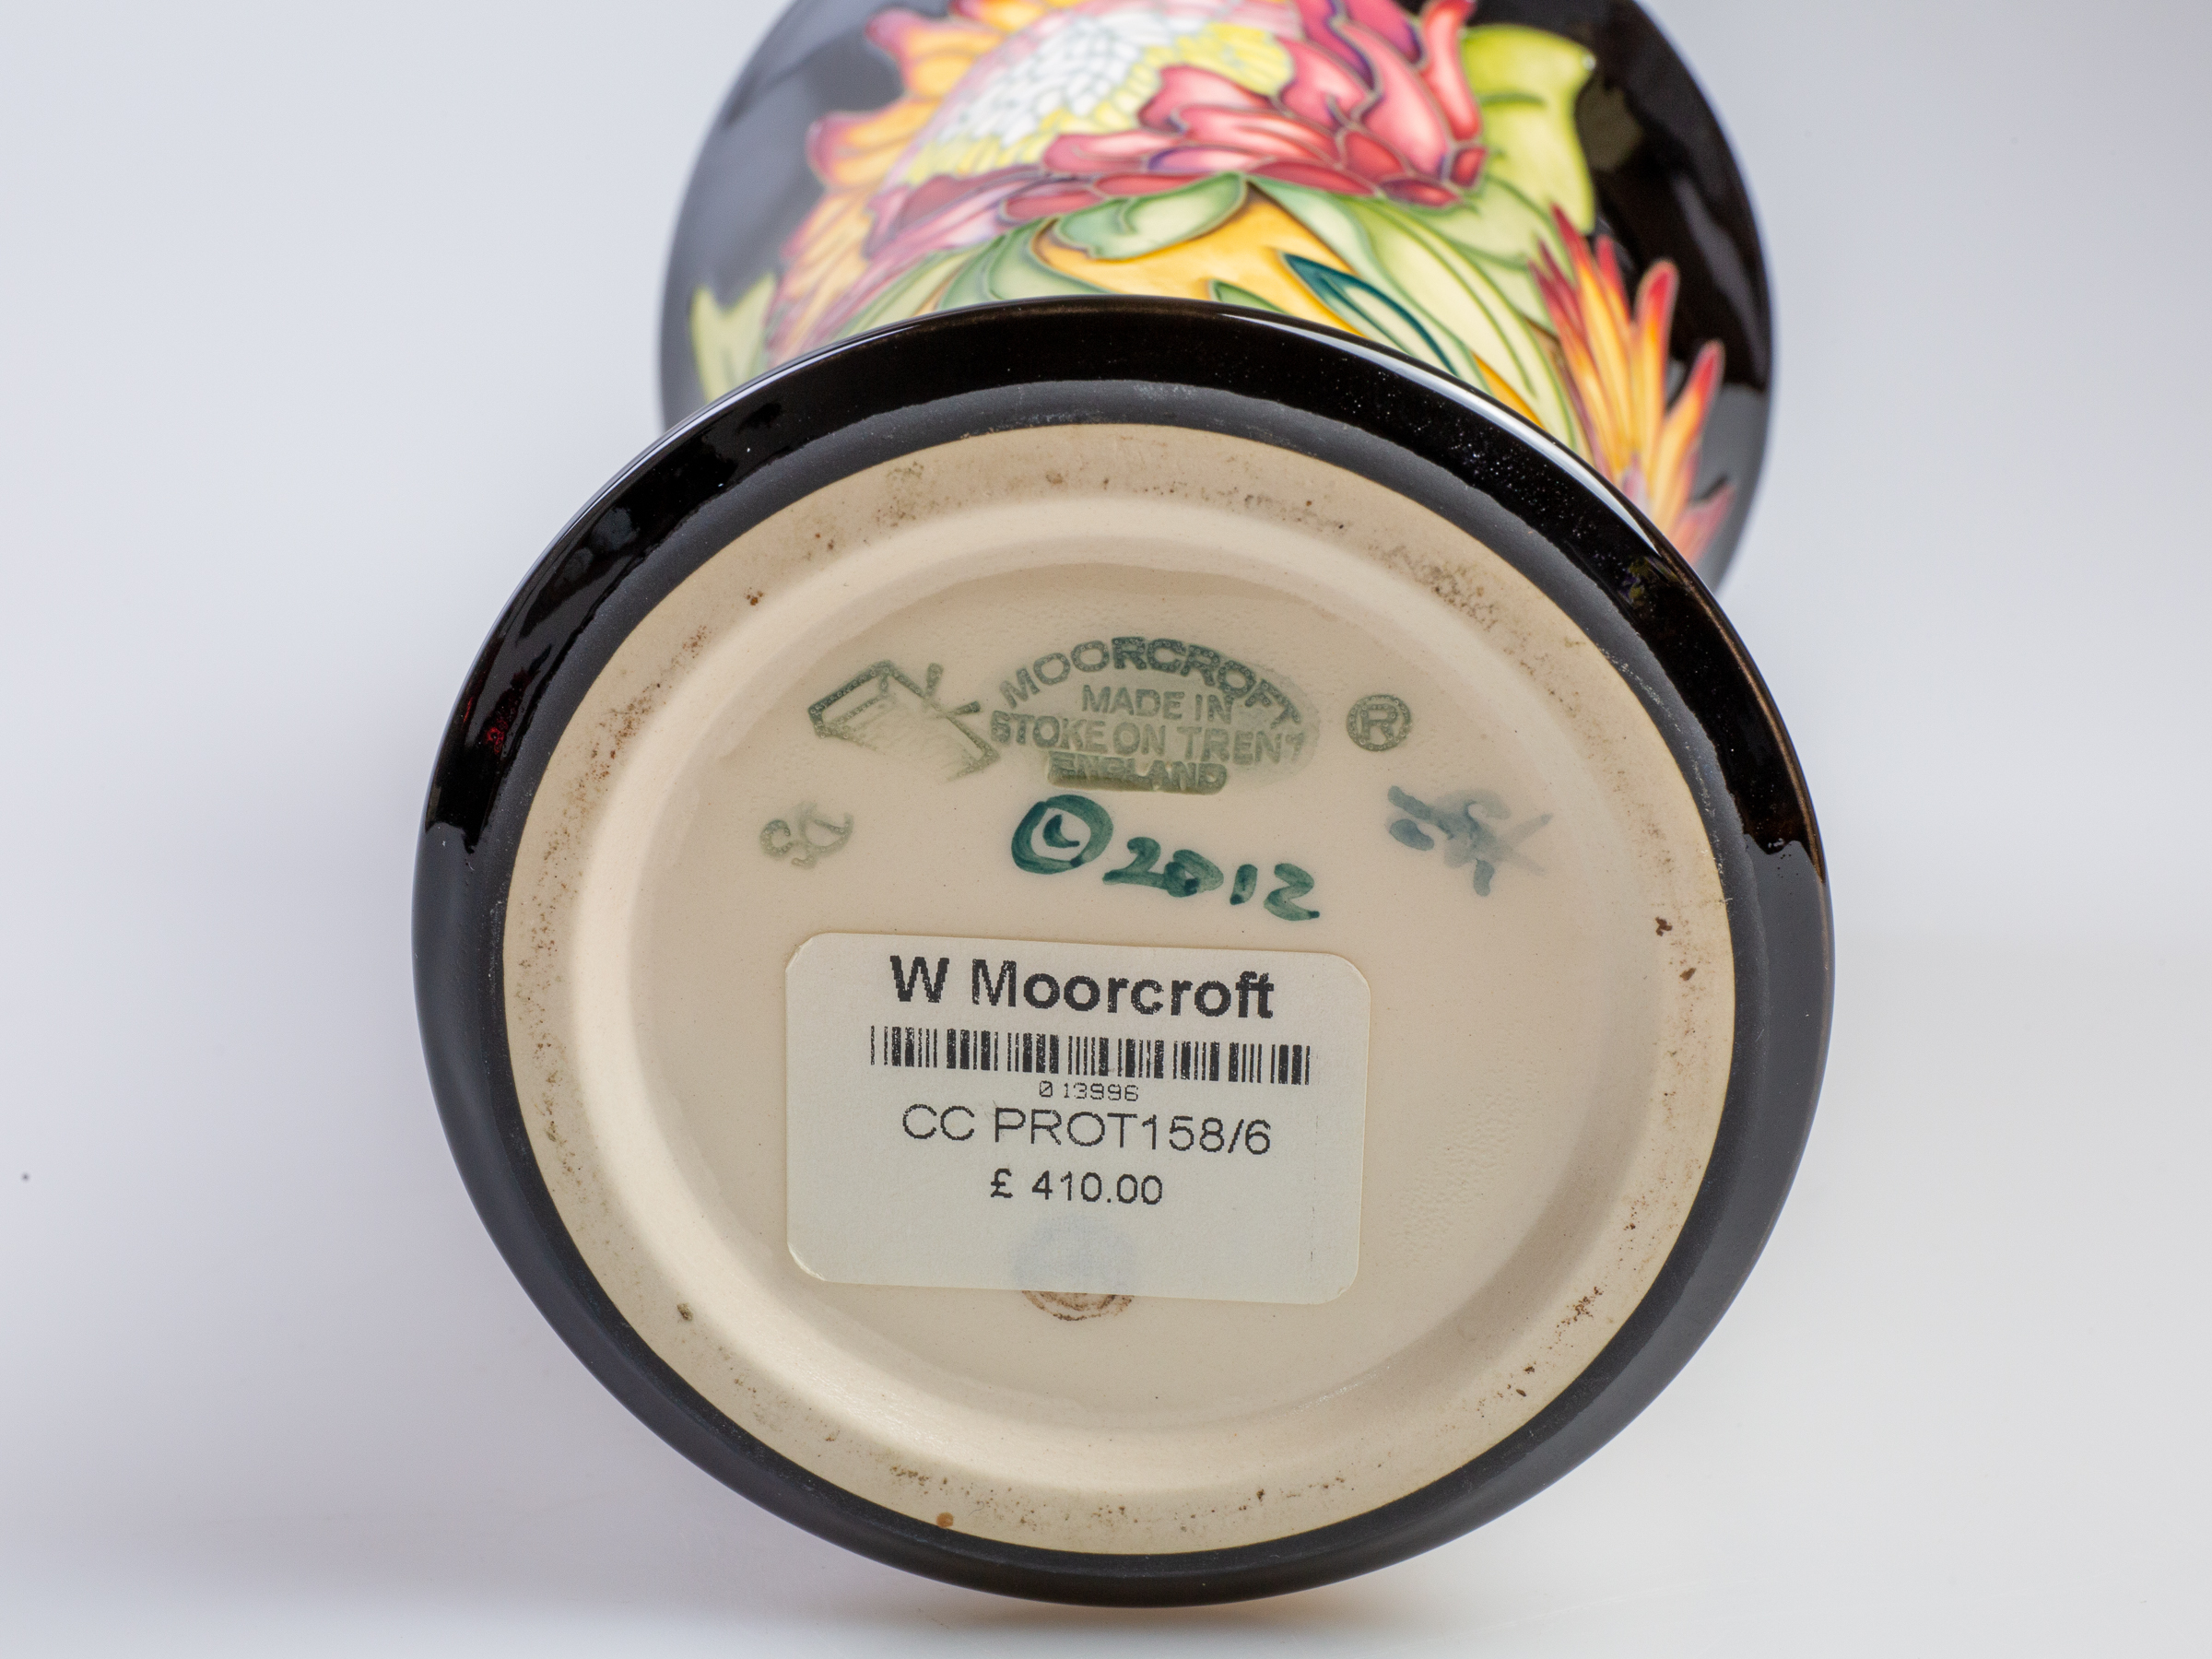 MOORCROFT
MADE IN
STOKE ON TRENT
ENGLAND
®
© 2012
W Moorcroft
013996
CC PROT158/6
£ 410.00